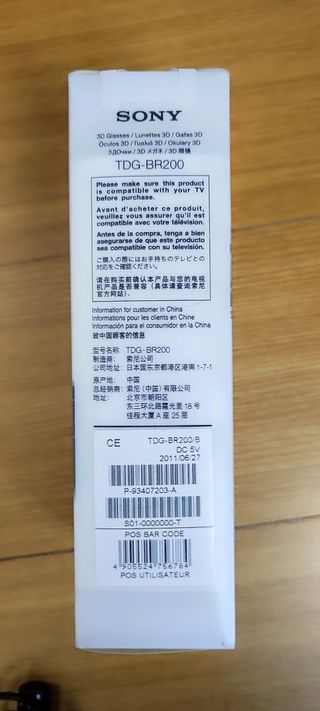 SONY
3D Glasses / Lunettes 3D / Gafas 3D
Óculos 3D / Γυαλιά 3D / Okulary 3D
3ДОчки / 3D メガネ / 3D 眼镜
TDG-BR200
Please make sure this product
is compatible with your TV
before purchase.
Avant d'acheter ce produit,
veuillez vous assurer qu'il est
compatible avec votre télévision.
Antes de la compra, tenga a bien
asegurarse de que este producto
sea compatible con su televisión.
ご購入の際にはお手持ちのテレビとの
対応をご確認ください。
请在购买前确认本产品与您的电视
机产品是否兼容（具体请查询索尼
官方网站）.
Information for customer in China
Informations pour les clients en Chine
Información para el consumidor en la China
致中国顾客的信息
型号名称: TDG-BR200
制造商: 索尼公司
公司地址: 日本国东京都港区港南1-7-1
原产地: 中国
总经销商: 索尼（中国）有限公司
地址: 北京市朝阳区
东三环北路霞光里18号
佳程大厦A座25层
CE TDG-BR200/B
DC 5V
2011/06/27
P-93407203-A
S01-0000000-T
POS BAR CODE
4 905524 756784
POS UTILISATEUR